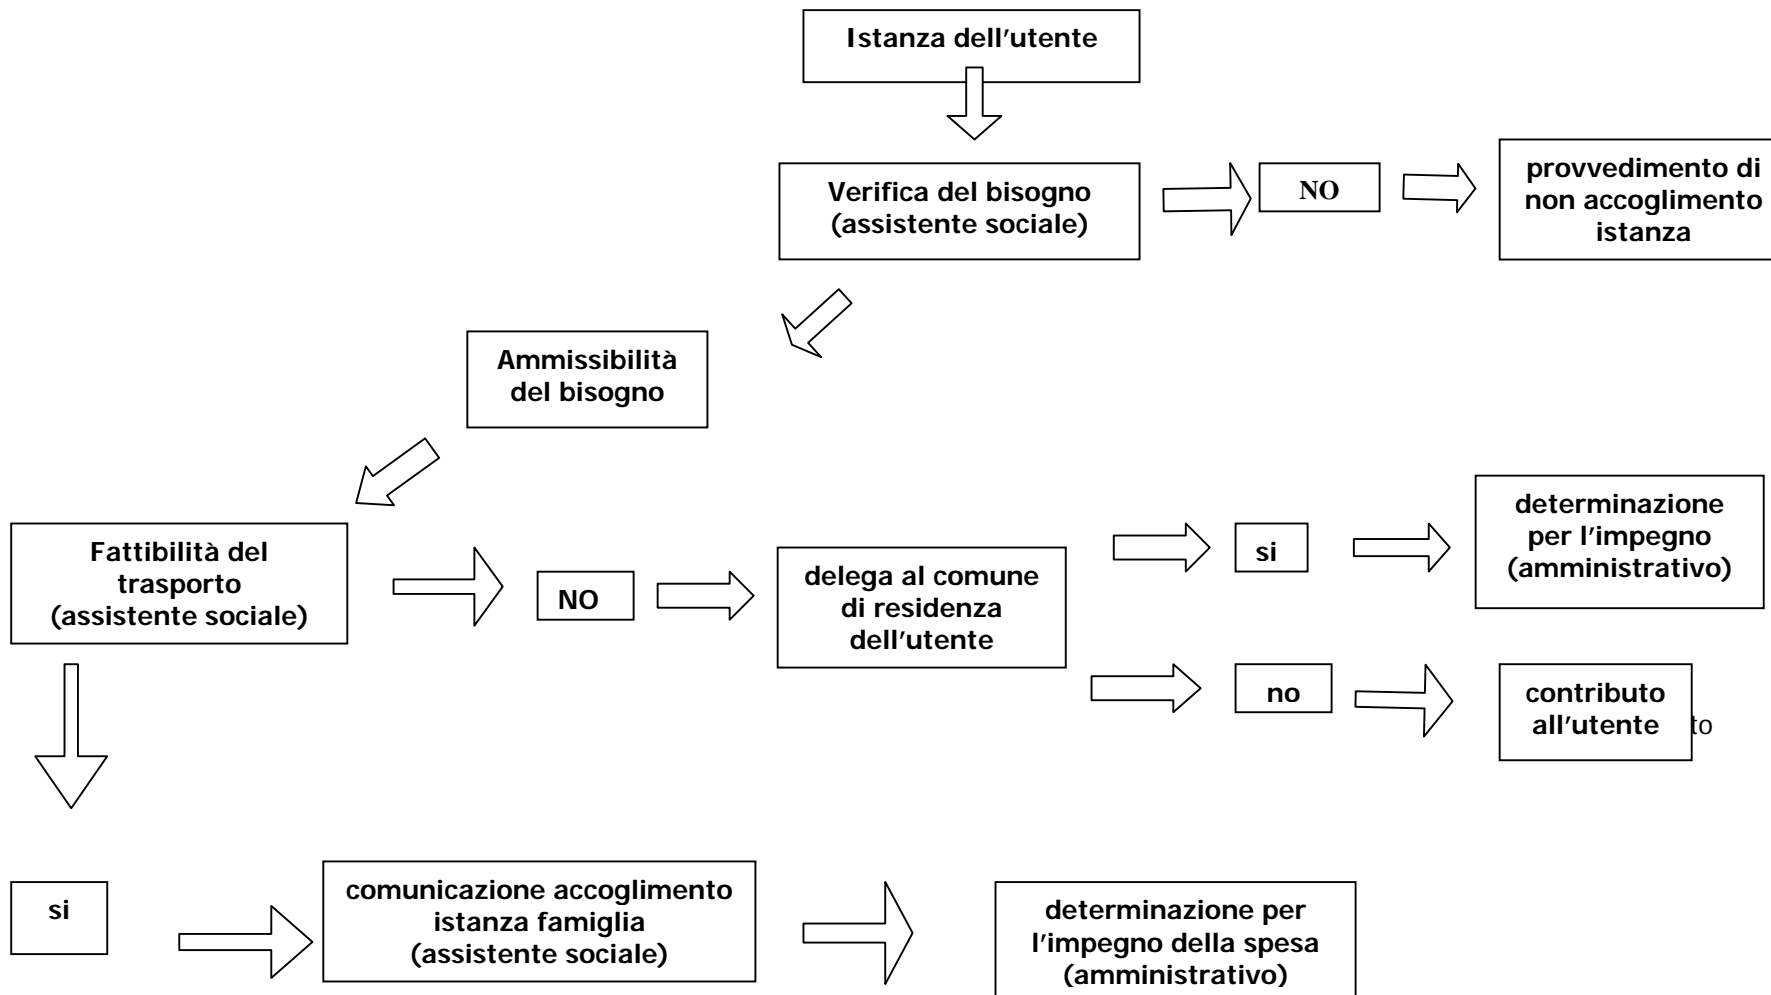 Istanza dell'utente
Verifica del bisogno
(assistente sociale)
NO
provvedimento di
non accoglimento
istanza
Ammissibilità
del bisogno
Fattibilità del
trasporto
(assistente sociale)
NO
delega al comune
di residenza
dell'utente
si
determinazione
per l'impegno
(amministrativo)
no
contributo
all'utente
to
si
comunicazione accoglimento
istanza famiglia
(assistente sociale)
determinazione per
l'impegno della spesa
(amministrativo)